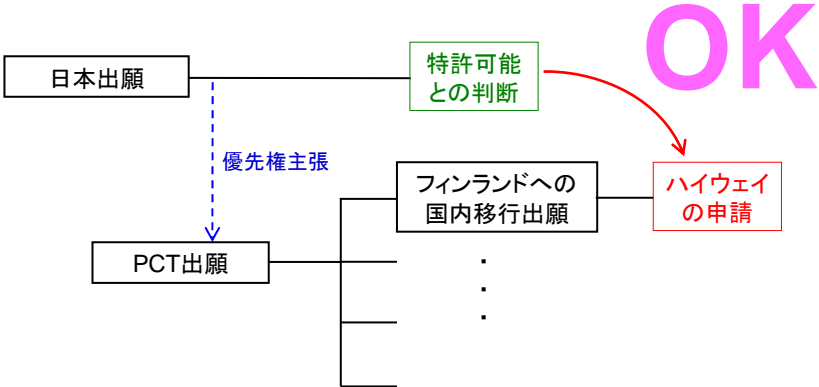 OK
日本出願
特許可能
との判断
優先権主張
フィンランドへの
国内移行出願
ハイウェイ
の申請
PCT出願
・
・
・